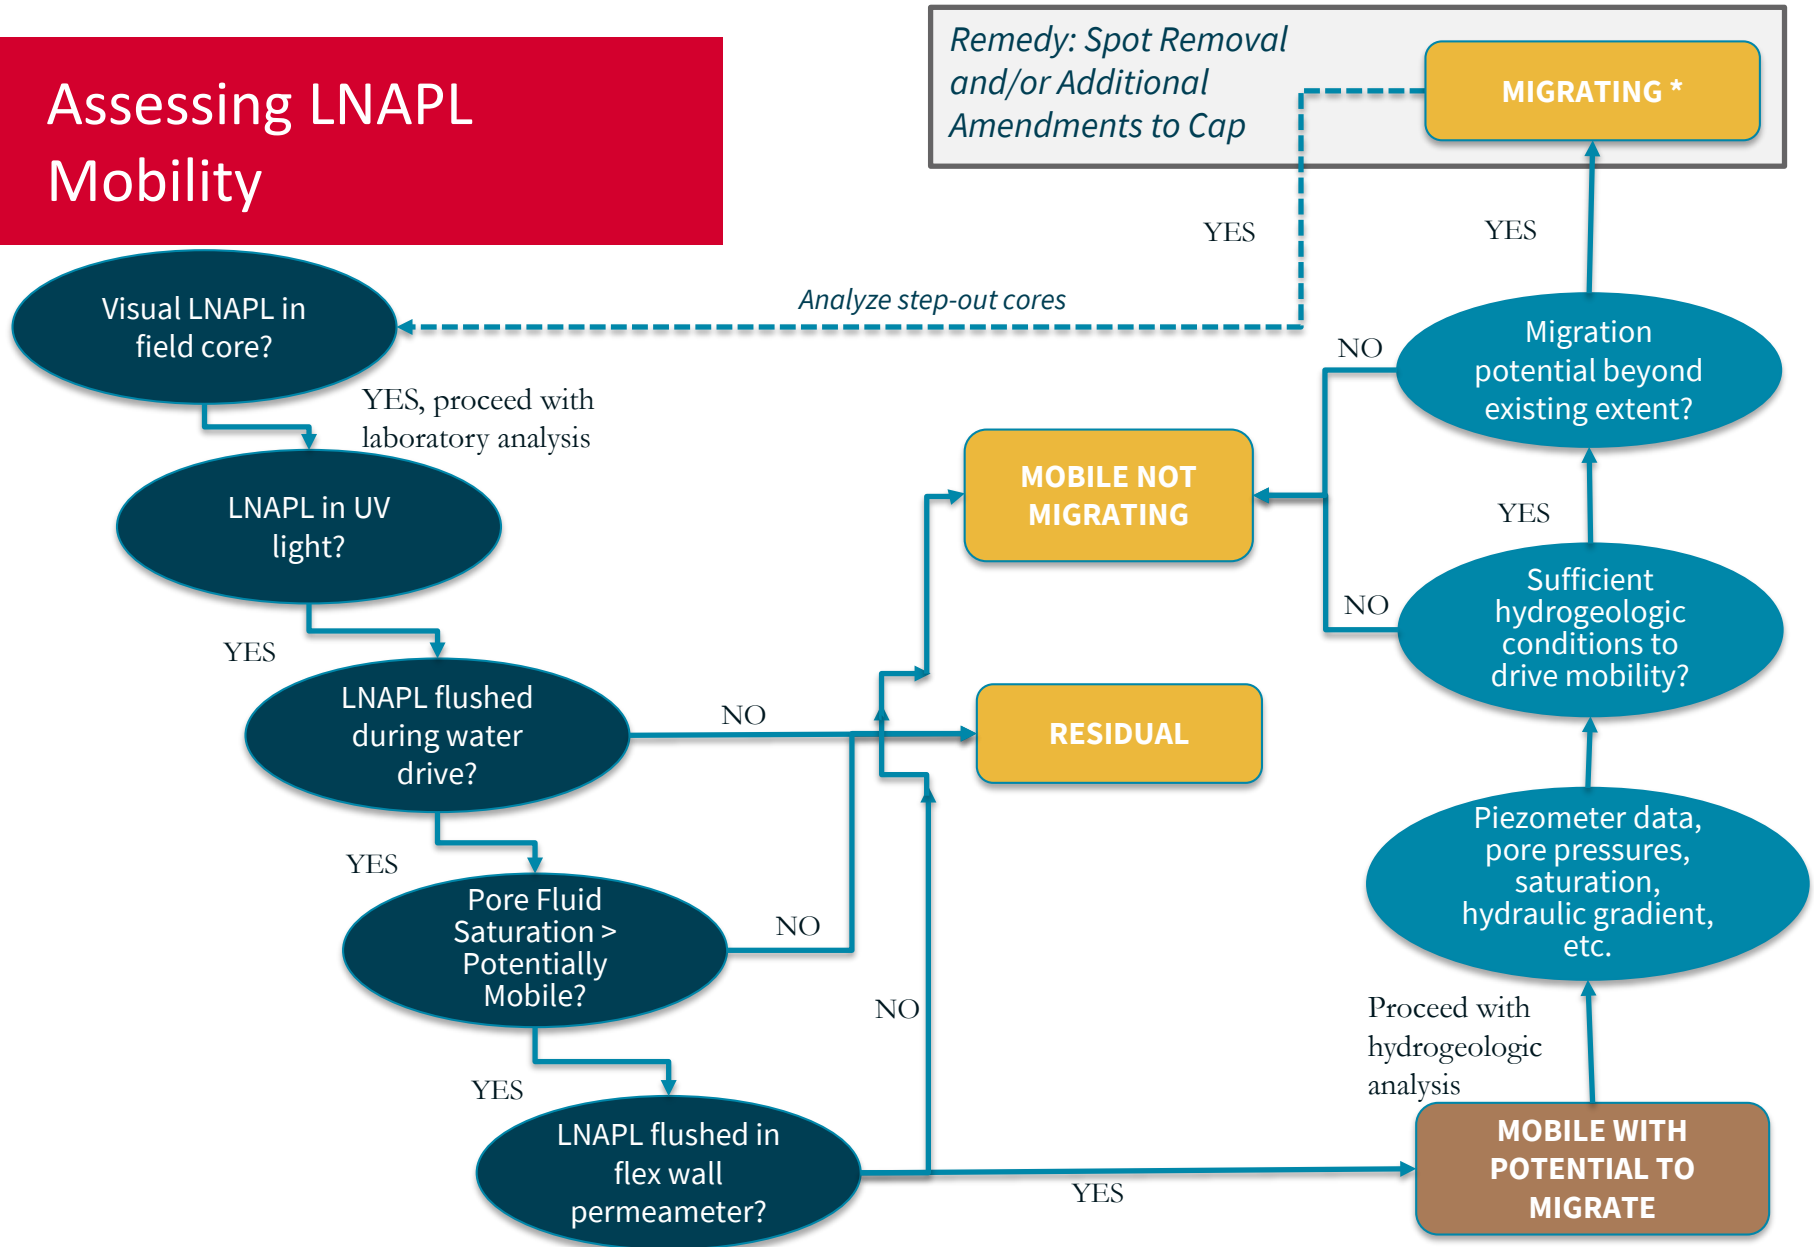 Assessing LNAPL
Mobility
Remedy: Spot Removal
and/or Additional
Amendments to Cap
MIGRATING *
YES
YES
Analyze step-out cores
Visual LNAPL in
field core?
YES, proceed with
laboratory analysis
LNAPL in UV
light?
YES
LNAPL flushed
during water
drive?
NO
YES
Pore Fluid
Saturation >
Potentially
Mobile?
NO
YES
LNAPL flushed in
flex wall
permeameter?
NO
YES
MOBILE NOT
MIGRATING
RESIDUAL
Migration
potential beyond
existing extent?
NO
YES
Sufficient
hydrogeologic
conditions to
drive mobility?
NO
Piezometer data,
pore pressures,
saturation,
hydraulic gradient,
etc.
Proceed with
hydrogeologic
analysis
MOBILE WITH
POTENTIAL TO
MIGRATE